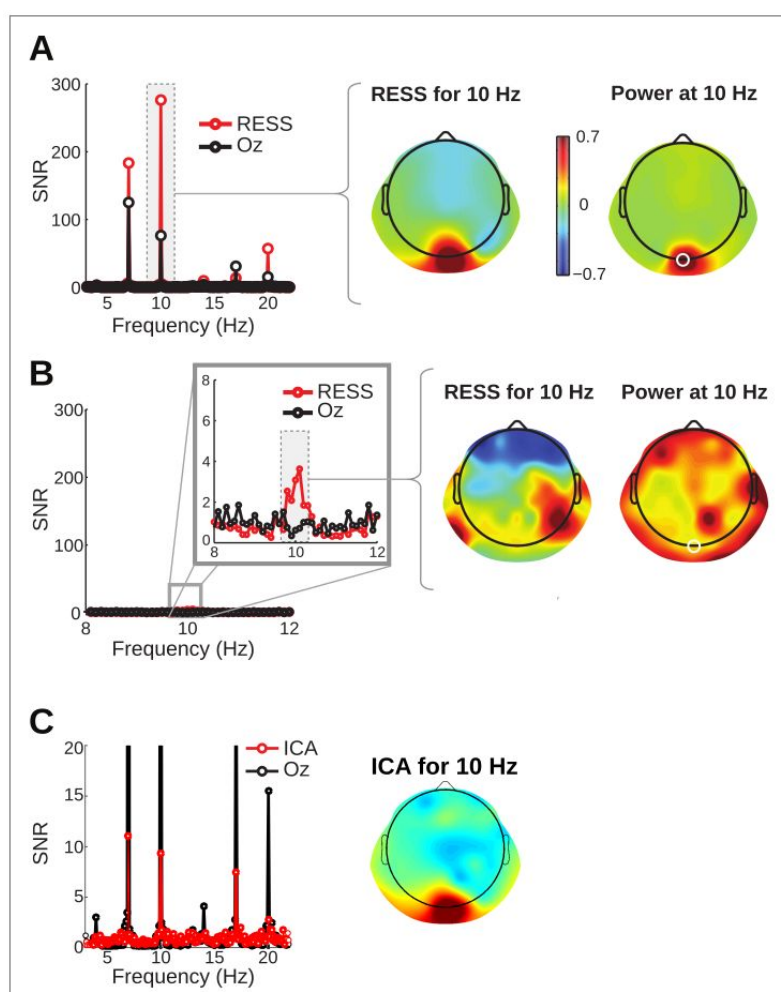 A
300
200
100
0
SNR
5
10
15
20
Frequency (Hz)
RESS
Oz
RESS for 10 Hz
Power at 10 Hz
0.7
0
−0.7
B
300
200
100
0
SNR
8
10
12
Frequency (Hz)
8
6
4
2
0
8
10
12
RESS
Oz
RESS for 10 Hz
Power at 10 Hz
C
20
15
10
5
0
SNR
5
10
15
20
Frequency (Hz)
ICA
Oz
ICA for 10 Hz